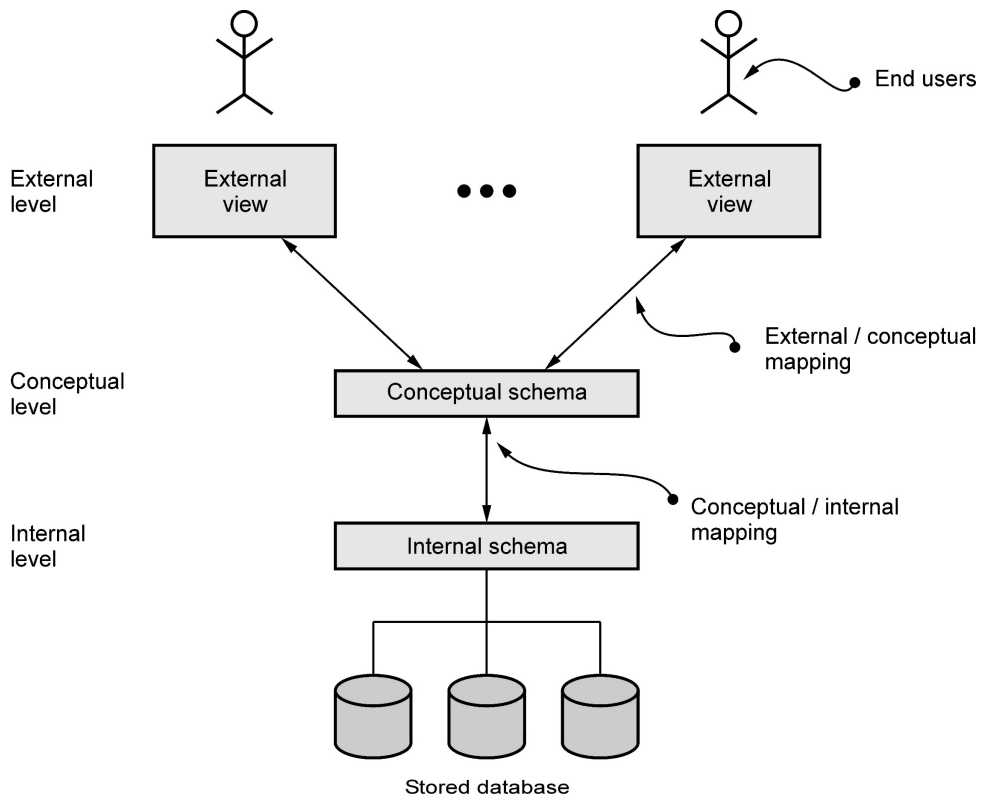 End users
External
level
External
view
External
view
External / conceptual
mapping
Conceptual
level
Conceptual schema
Conceptual / internal
mapping
Internal
level
Internal schema
Stored database